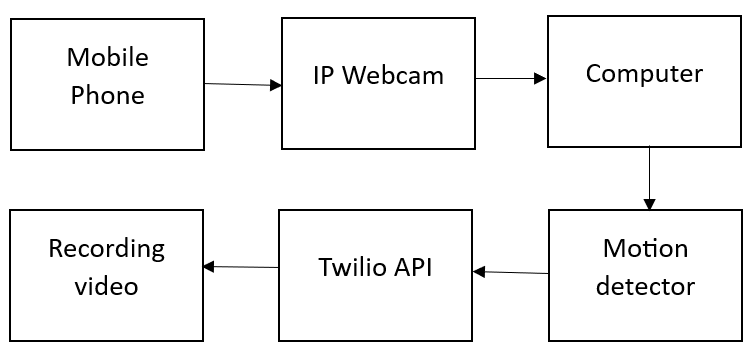 Mobile
Phone
IP Webcam
Computer
Recording
video
Twilio API
Motion
detector